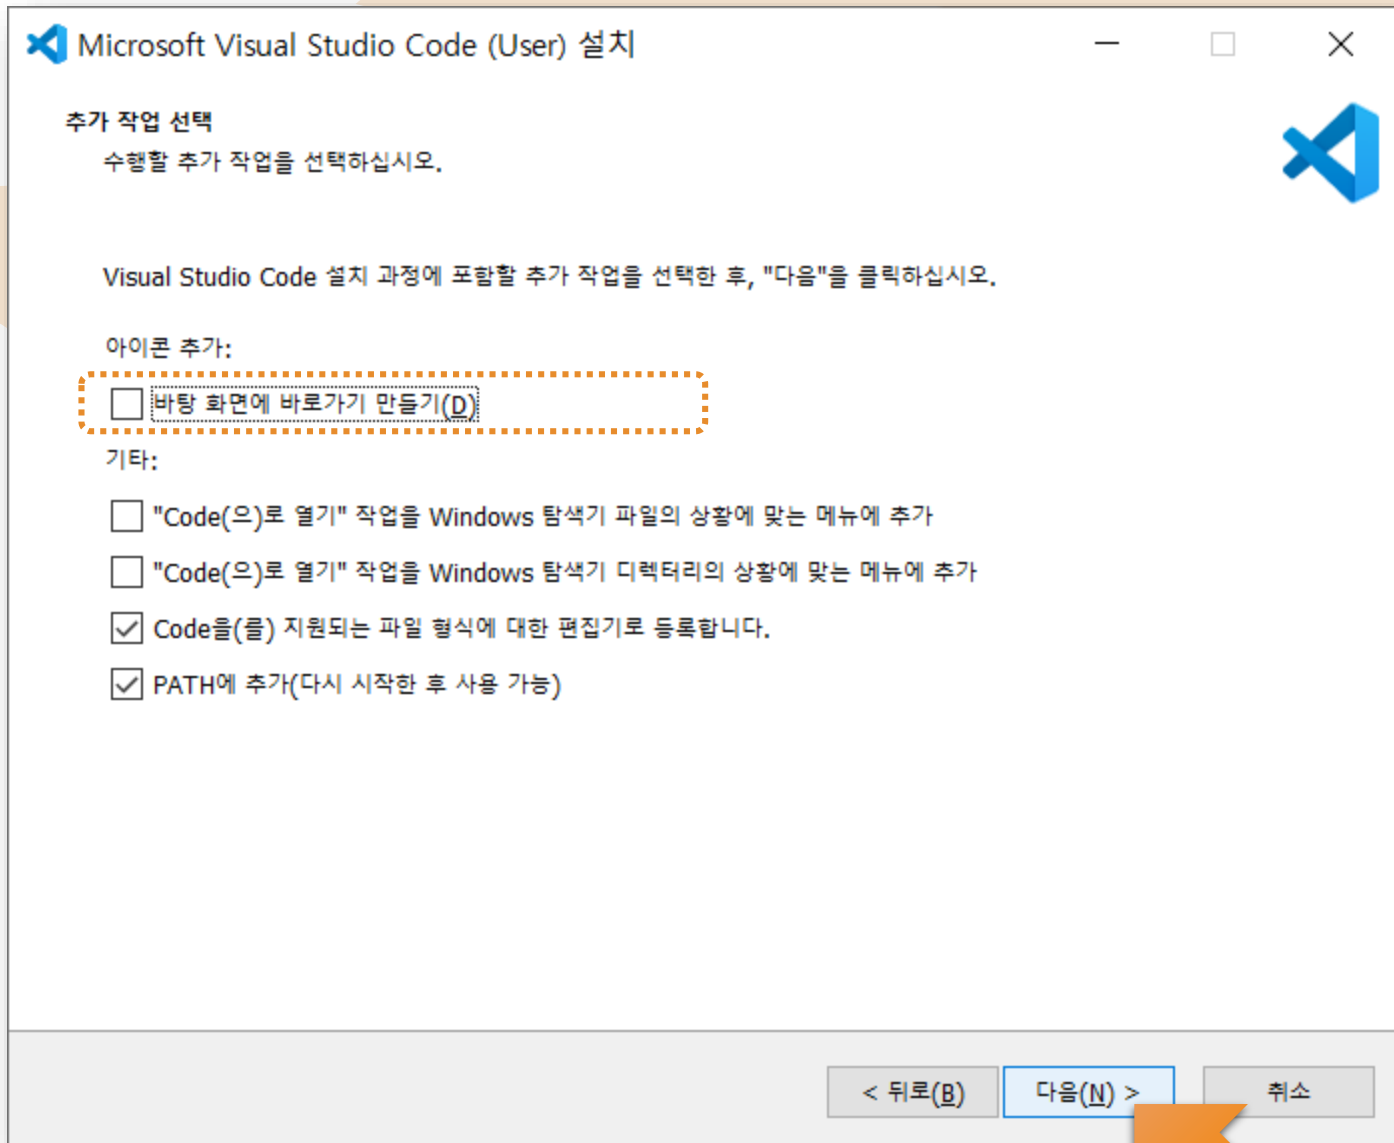 Microsoft Visual Studio Code (User) 설치
추가 작업 선택
수행할 추가 작업을 선택하십시오.
Visual Studio Code 설치 과정에 포함할 추가 작업을 선택한 후, "다음"을 클릭하십시오.
아이콘 추가:
바탕 화면에 바로가기 만들기(D)
기타:
"Code(으)로 열기" 작업을 Windows 탐색기 파일의 상황에 맞는 메뉴에 추가
"Code(으)로 열기" 작업을 Windows 탐색기 디렉터리의 상황에 맞는 메뉴에 추가
Code을(를) 지원되는 파일 형식에 대한 편집기로 등록합니다.
PATH에 추가(다시 시작한 후 사용 가능)
< 뒤로(B) 다음(N) > 취소